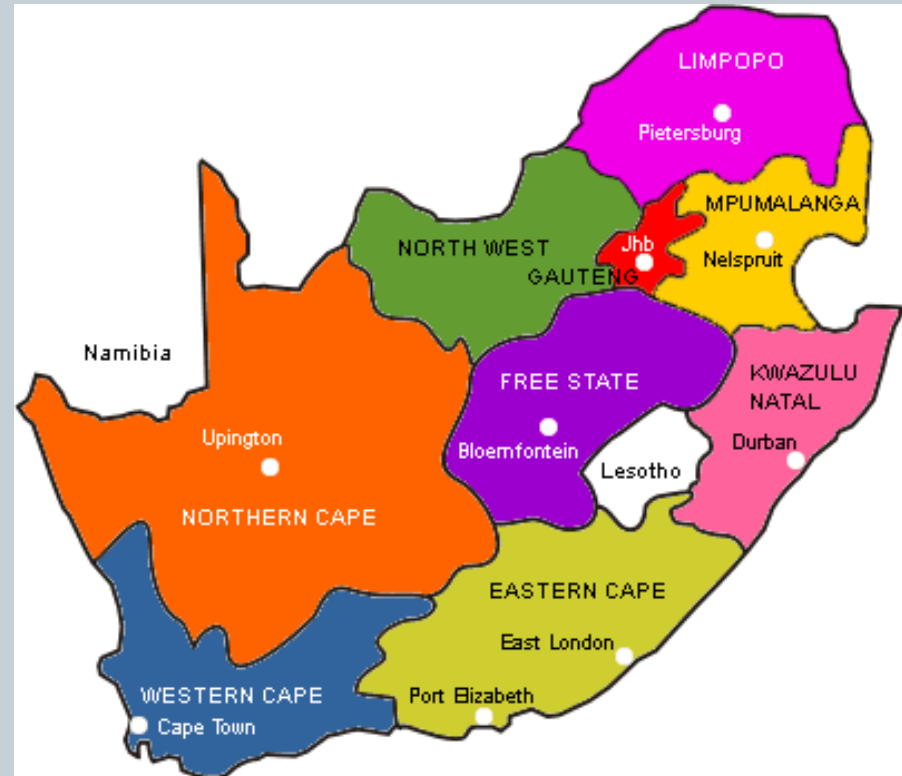 LIMPOPO
Pietersburg
MPUMALANGA
Jhb
NORTH WEST
Nelspruit
GAUTENG
Namibia
FREE STATE
KWAZULU
NATAL
Upington
Bloemfontein
Durban
Lesotho
NORTHERN CAPE
EASTERN CAPE
East London
WESTERN CAPE
Port Elizabeth
Cape Town